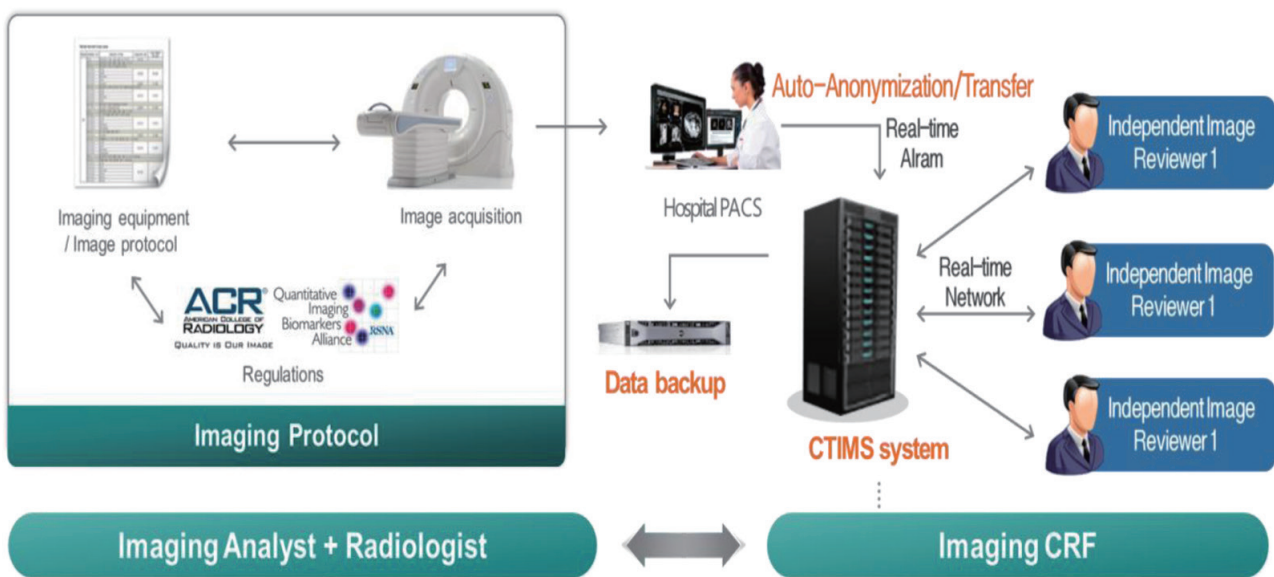 Imaging equipment
/ Image protocol
Image acquisition
ACR®
AMERICAN COLLEGE OF
RADIOLOGY
QUALITY IS OUR IMAGE
Quantitative
Imaging
Biomarkers
Alliance
RSNA
Regulations
Imaging Protocol
Hospital PACS
Auto-Anonymization/Transfer
Real-time
Alram
Data backup
CTIMS system
Real-time
Network
Independent Image
Reviewer 1
Independent Image
Reviewer 1
Independent Image
Reviewer 1
Imaging Analyst + Radiologist
Imaging CRF